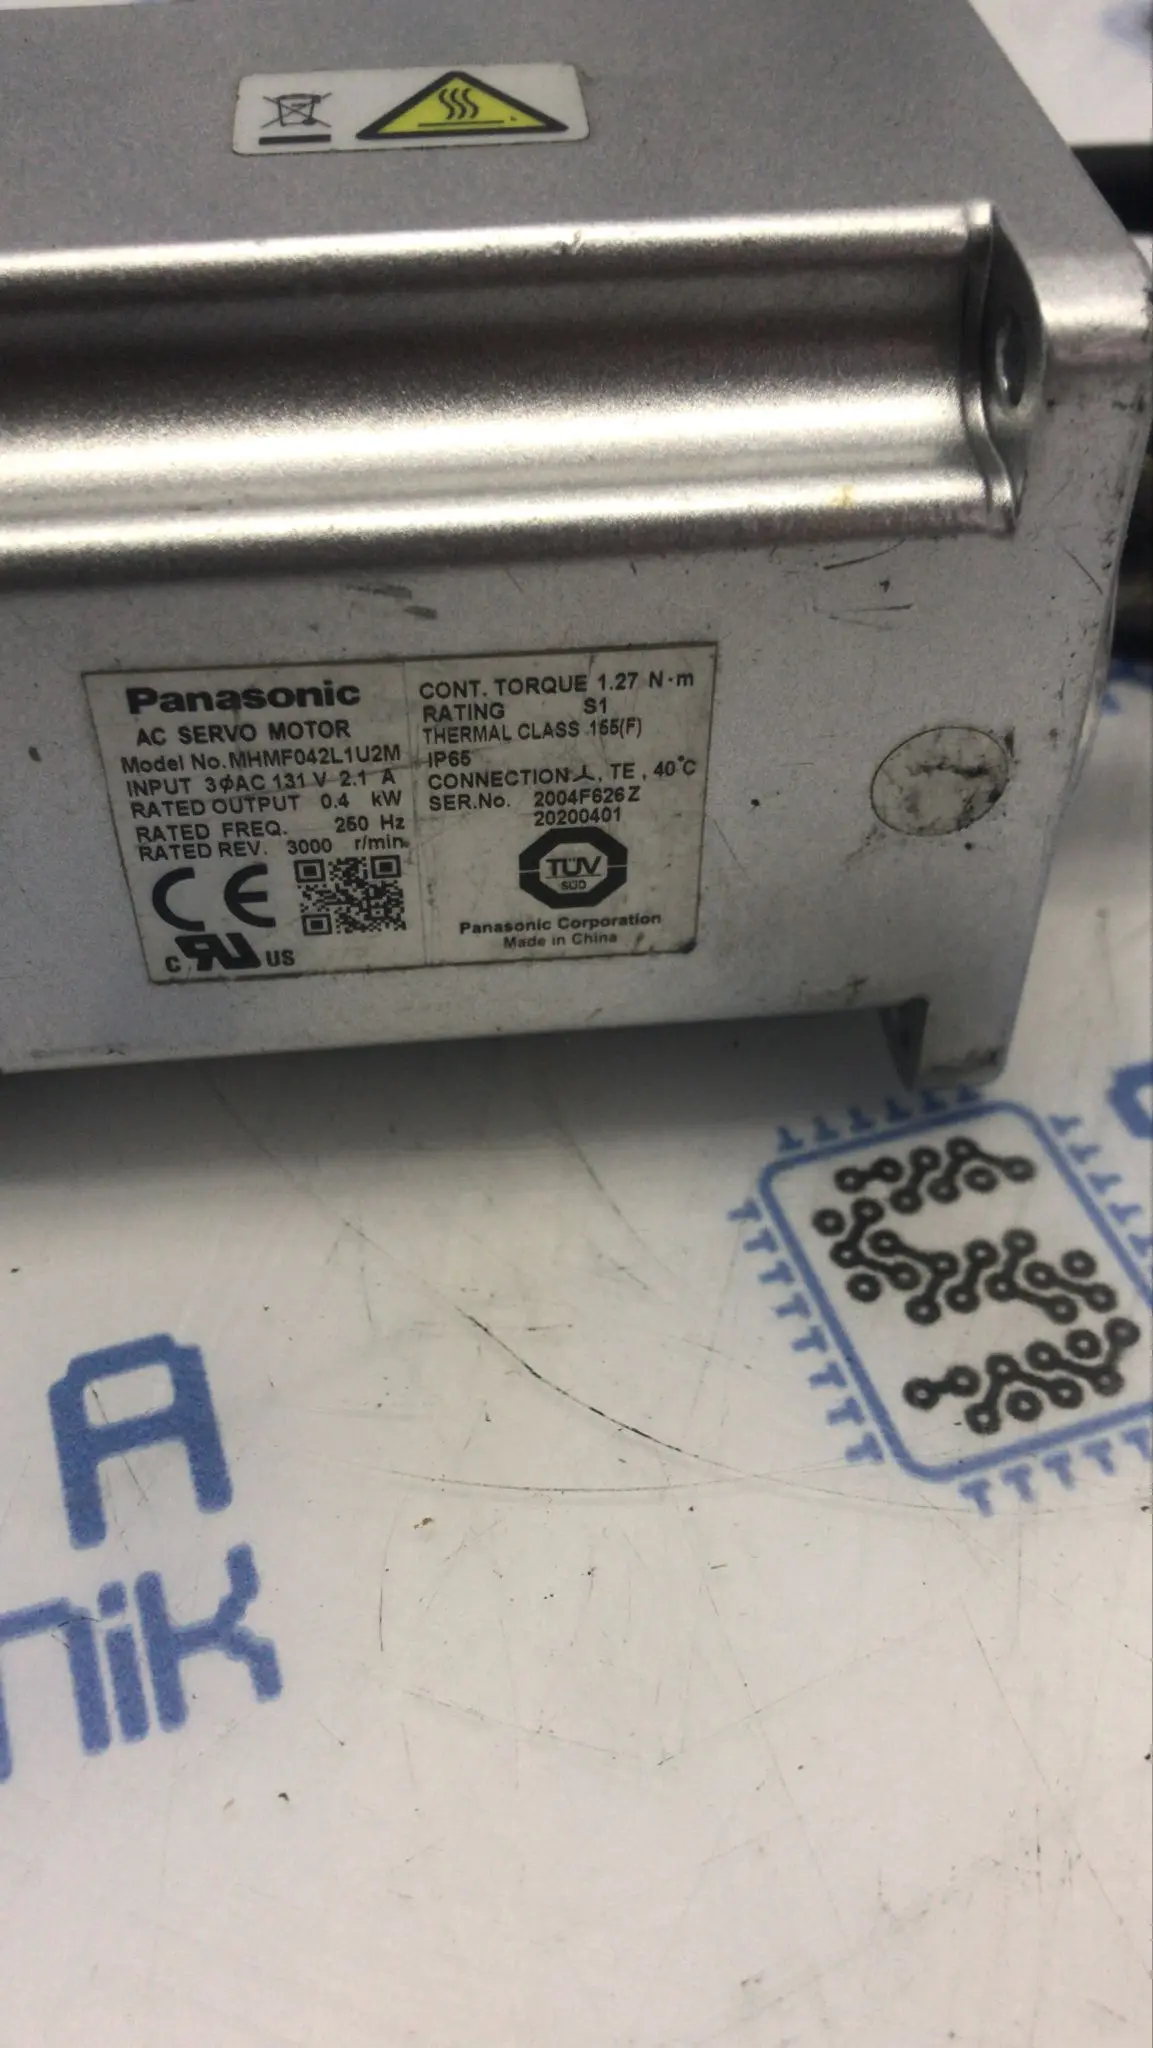 Panasonic
AC SERVO MOTOR
Model No. MHMF042L1U2M
INPUT 3φAC 131 V 2.1 A
RATED OUTPUT 0.4 kW
RATED FREQ. 250 Hz
RATED REV. 3000 r/min
CE
c RU US
CONT. TORQUE 1.27 N·m
RATING S1
THERMAL CLASS 155(F)
IP65
CONNECTION⅄, TE, 40℃
SER.No. 2004F626Z
20200401
TÜV
SÜD
Panasonic Corporation
Made in China
A
nik